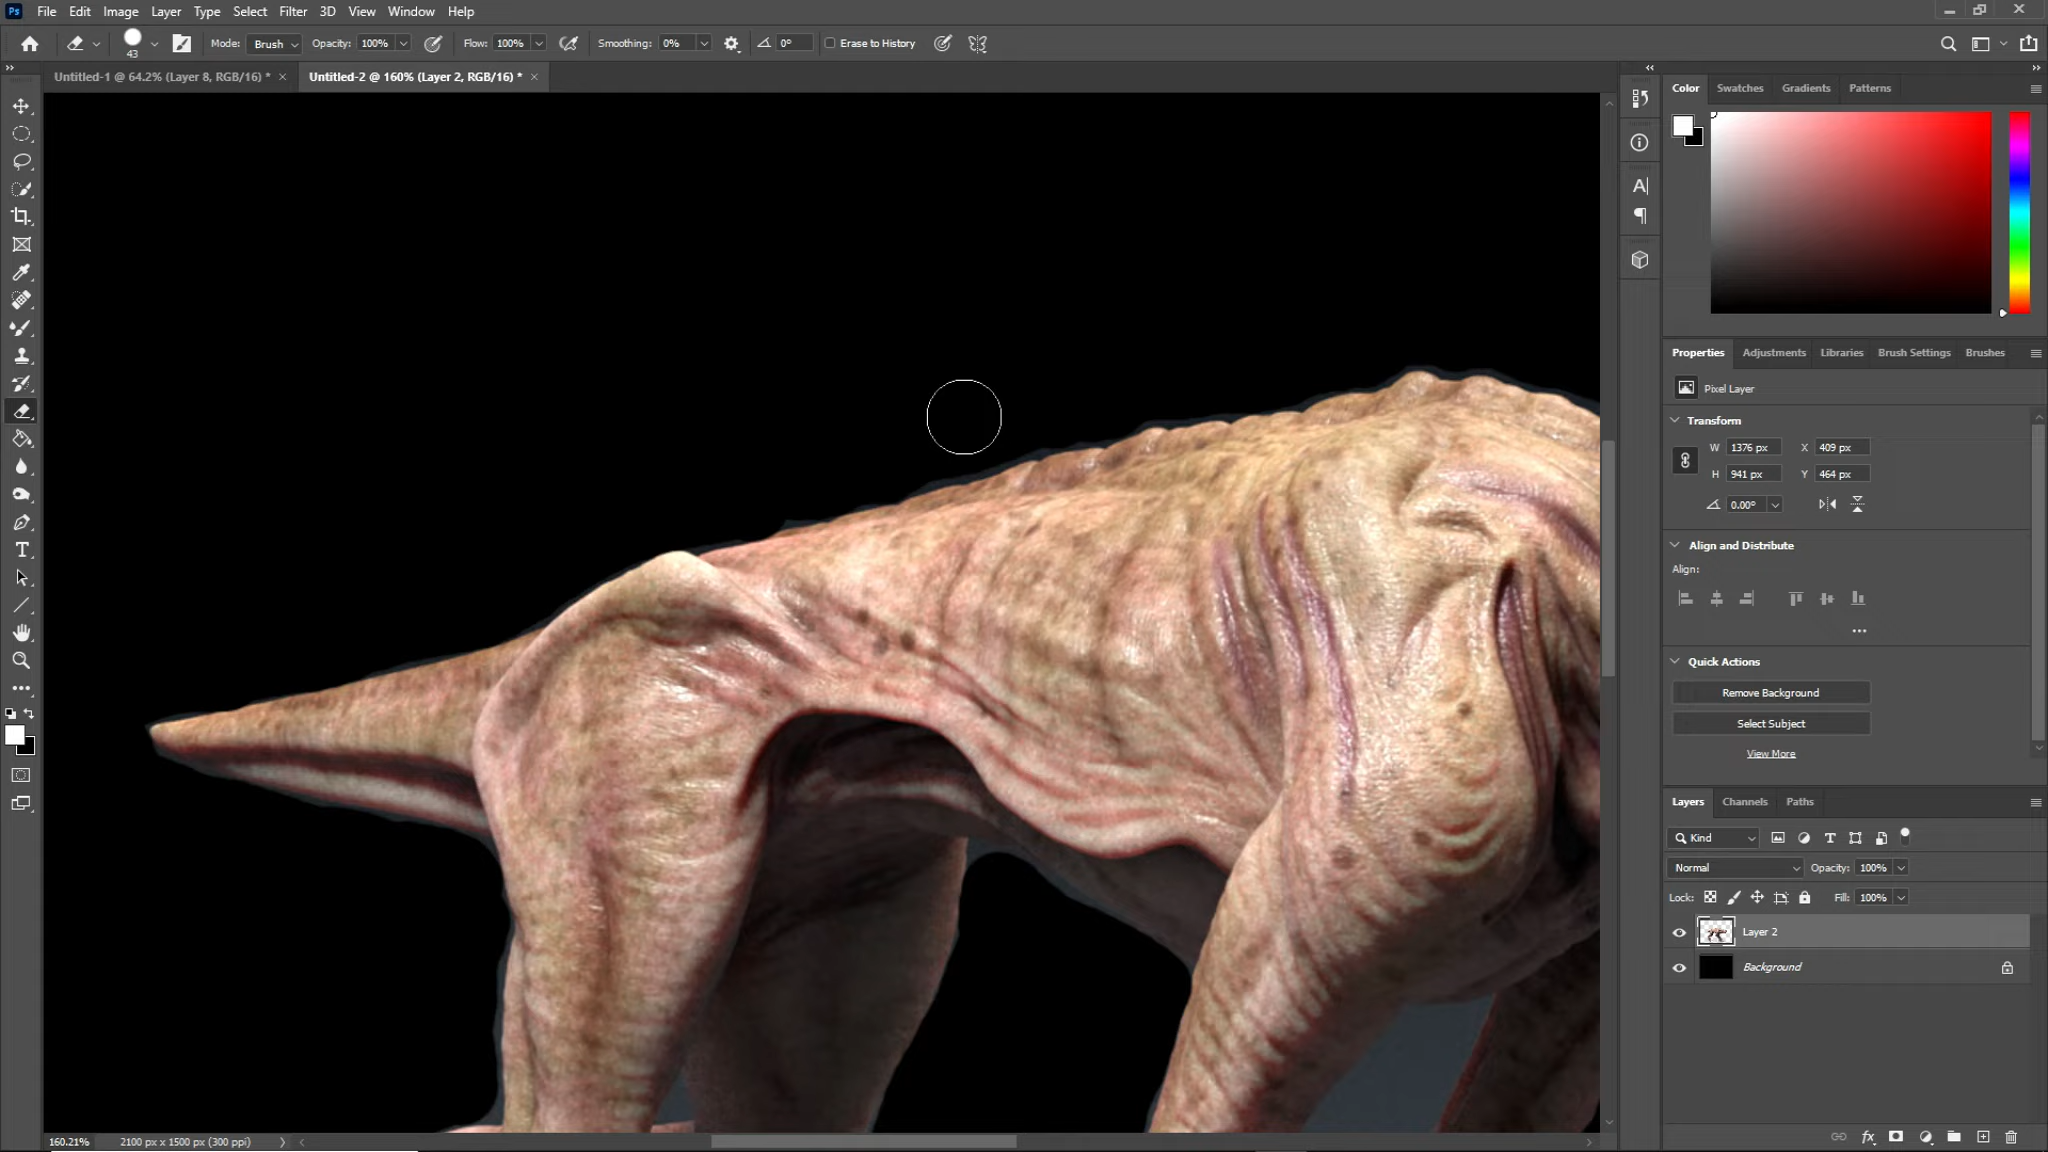 Ps File Edit Image Layer Type Select Filter 3D View Window Help
43 Mode: Brush Opacity: 100% Flow: 100% Smoothing: 0% 0° Erase to History
Untitled-1 @ 64.2% (Layer 8, RGB/16) * × Untitled-2 @ 160% (Layer 2, RGB/16) * ×
Color Swatches Gradients Patterns
Properties Adjustments Libraries Brush Settings Brushes
Pixel Layer
Transform
W 1376 px X 409 px
H 941 px Y 464 px
0.00°
Align and Distribute
Align:
Quick Actions
Remove Background
Select Subject
View More
Layers Channels Paths
Kind
Normal Opacity: 100%
Lock: Fill: 100%
Layer 2
Background
fx
160.21% 2100 px x 1500 px (300 ppi)